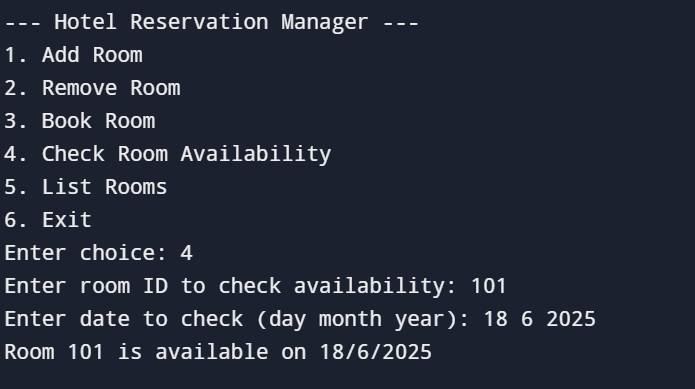 --- Hotel Reservation Manager ---
1. Add Room
2. Remove Room
3. Book Room
4. Check Room Availability
5. List Rooms
6. Exit
Enter choice: 4
Enter room ID to check availability: 101
Enter date to check (day month year): 18 6 2025
Room 101 is available on 18/6/2025